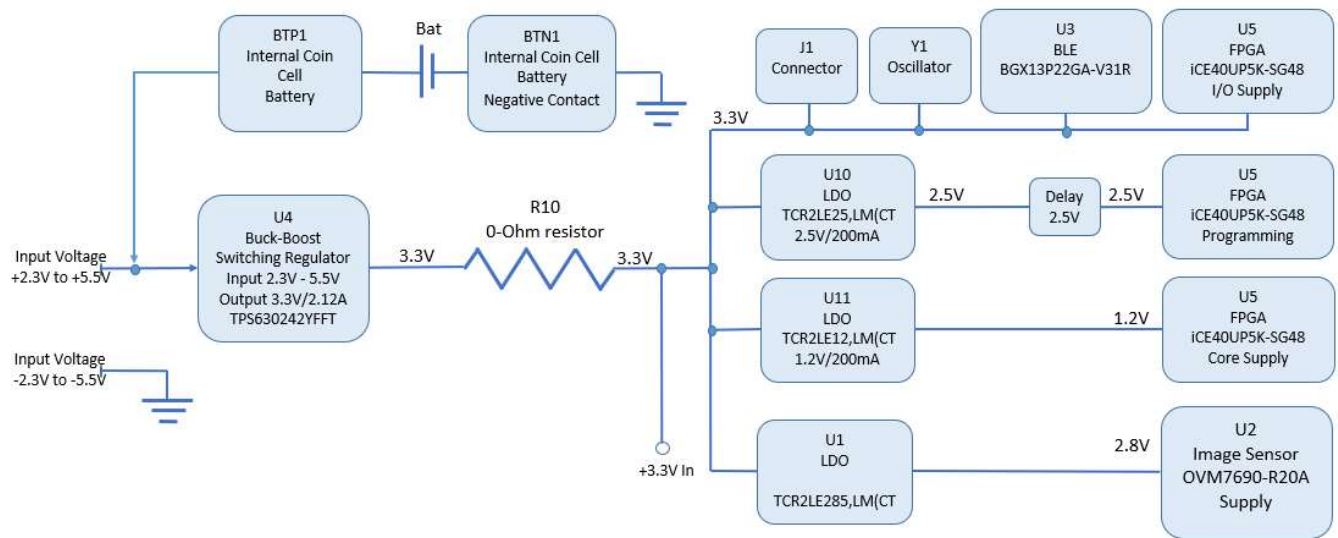 Bat
BTP1
Internal Coin
Cell
Battery
BTN1
Internal Coin Cell
Battery
Negative Contact
J1
Connector
Y1
Oscillator
U3
BLE
BGX13P22GA-V31R
U5
FPGA
iCE40UP5K-SG48
I/O Supply
3.3V
U10
LDO
TCR2LE25,LM(CT
2.5V/200mA
2.5V
Delay
2.5V
2.5V
U5
FPGA
iCE40UP5K-SG48
Programming
Input Voltage
+2.3V to +5.5V
U4
Buck-Boost
Switching Regulator
Input 2.3V - 5.5V
Output 3.3V/2.12A
TPS630242YFFT
3.3V
R10
0-Ohm resistor
3.3V
U11
LDO
TCR2LE12,LM(CT
1.2V/200mA
1.2V
U5
FPGA
iCE40UP5K-SG48
Core Supply
Input Voltage
-2.3V to -5.5V
+3.3V In
U1
LDO
TCR2LE285,LM(CT
2.8V
U2
Image Sensor
OVM7690-R20A
Supply